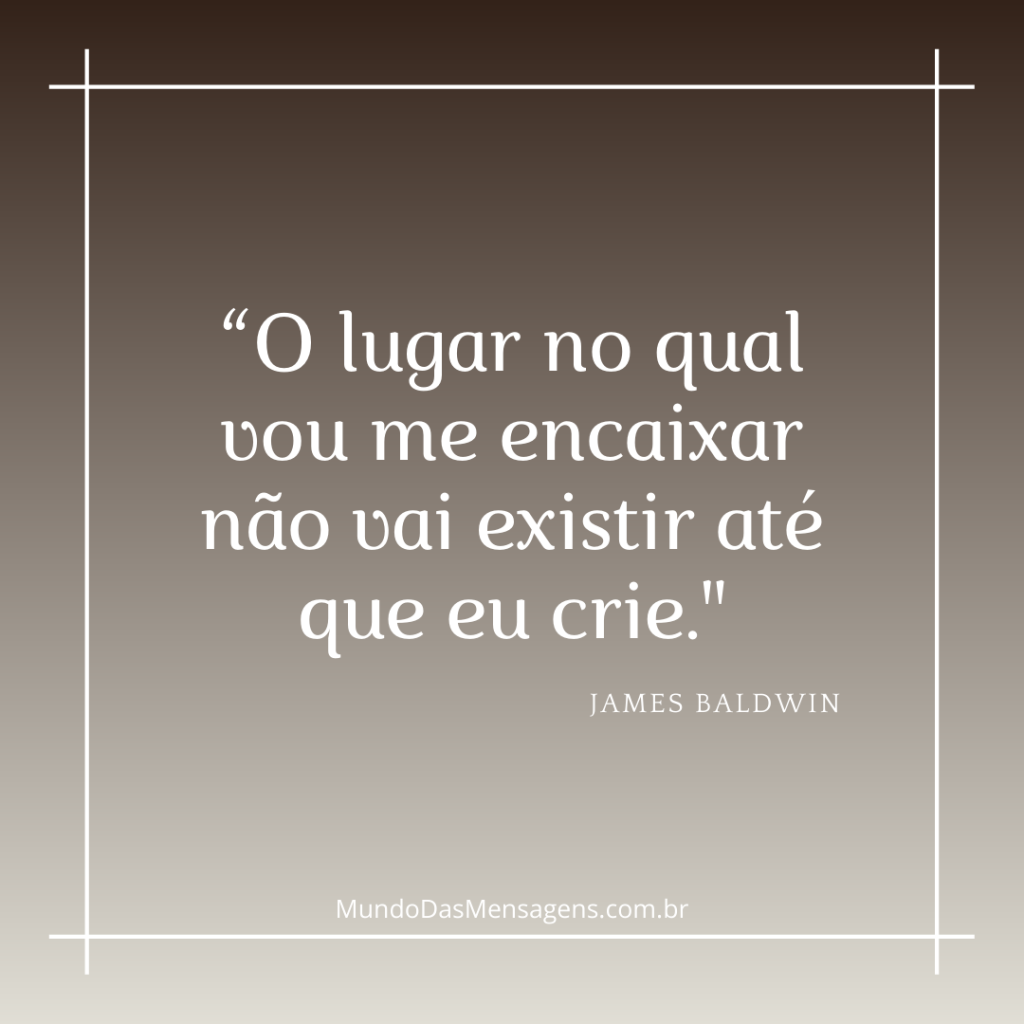 “O lugar no qual
vou me encaixar
não vai existir até
que eu crie."
JAMES BALDWIN
MundoDasMensagens.com.br